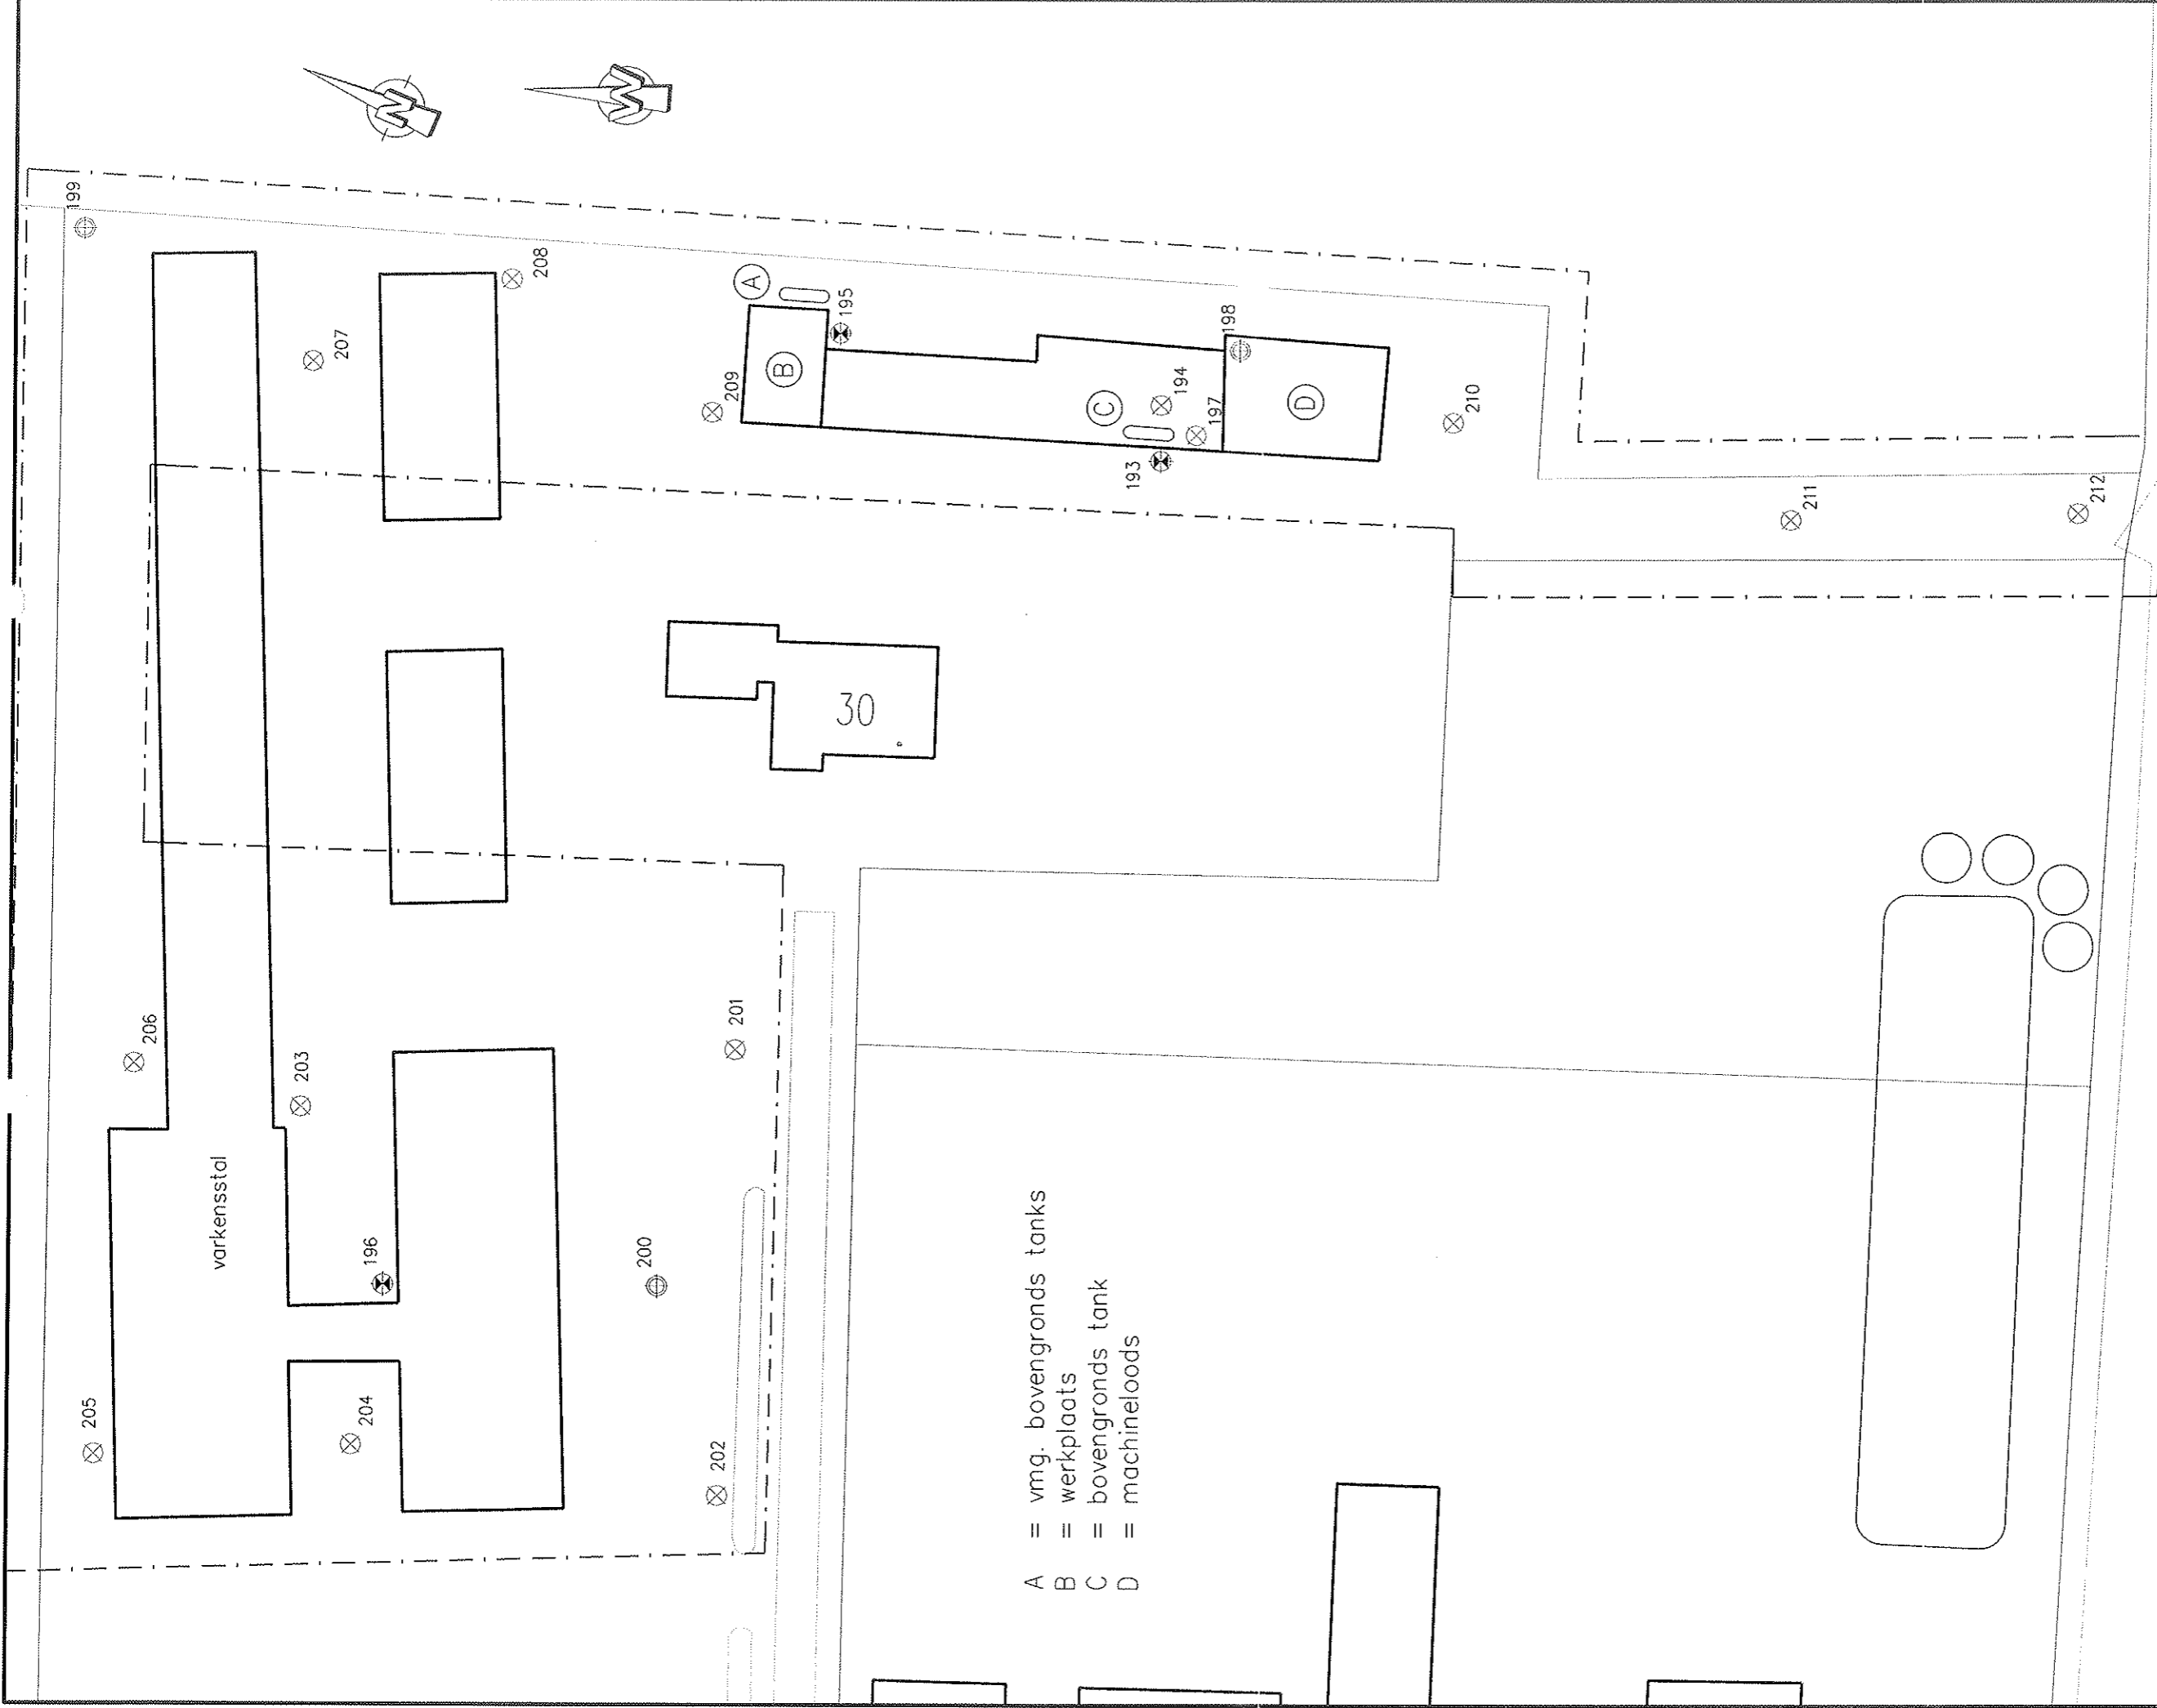 199
208
207
A
195
B
209
198
C
194
197
D
193
210
211
212
30
206
203
201
varkensstal
196
200
205
204
202
A = vmg. bovengronds tanks
B = werkplaats
C = bovengronds tank
D = machineloods
N
N